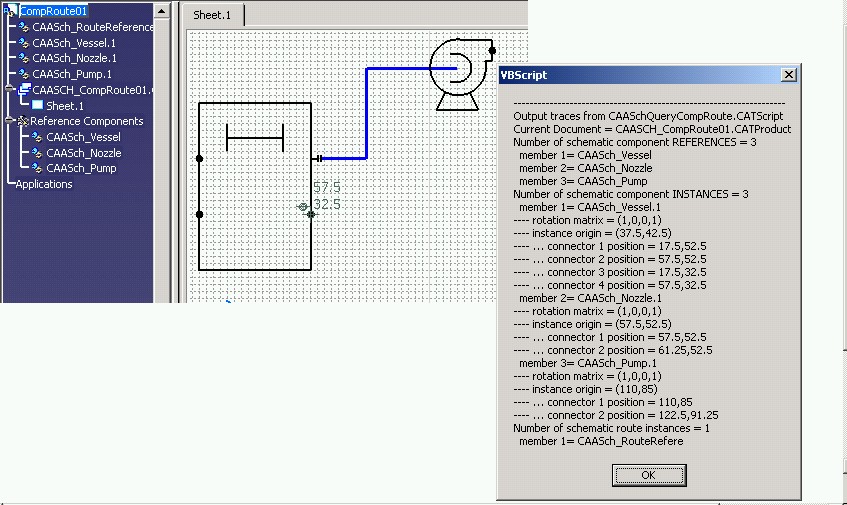 CompRoute01
CAASch_RouteReference
CAASch_Vessel.1
CAASch_Nozzle.1
CAASch_Pump.1
CAASCH_CompRoute01.
Sheet.1
Reference Components
CAASch_Vessel
CAASch_Nozzle
CAASch_Pump
Applications
Sheet.1
57.5
32.5
VBScript
Output traces from CAASchQueryCompRoute.CATScript
Current Document = CAASCH_CompRoute01.CATProduct
Number of schematic component REFERENCES = 3
member 1= CAASch_Vessel
member 2= CAASch_Nozzle
member 3= CAASch_Pump
Number of schematic component INSTANCES = 3
member 1= CAASch_Vessel.1
---- rotation matrix = (1,0,0,1)
---- instance origin = (37.5,42.5)
---- ... connector 1 position = 17.5,52.5
---- ... connector 2 position = 57.5,52.5
---- ... connector 3 position = 17.5,32.5
---- ... connector 4 position = 57.5,32.5
member 2= CAASch_Nozzle.1
---- rotation matrix = (1,0,0,1)
---- instance origin = (57.5,52.5)
---- ... connector 1 position = 57.5,52.5
---- ... connector 2 position = 61.25,52.5
member 3= CAASch_Pump.1
---- rotation matrix = (1,0,0,1)
---- instance origin = (110,85)
---- ... connector 1 position = 110,85
---- ... connector 2 position = 122.5,91.25
Number of schematic route instances = 1
member 1= CAASch_RouteRefere
OK